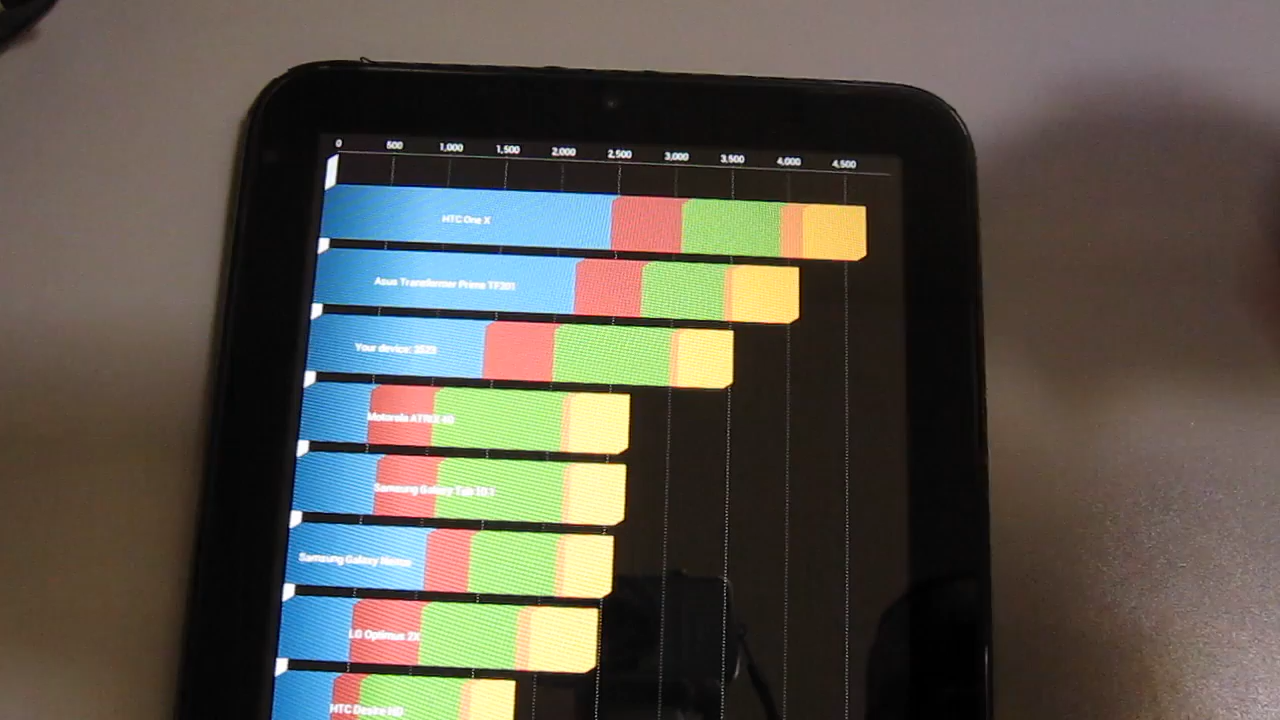 0 500 1,000 1,500 2,000 2,500 3,000 3,500 4,000 4,500
HTC One X
Asus Transformer Prime TF201
Your device: 3523
Motorola ATRIX 4G
Samsung Galaxy Tab 10.1
Samsung Galaxy Nexus
LG Optimus 2X
HTC Desire HD